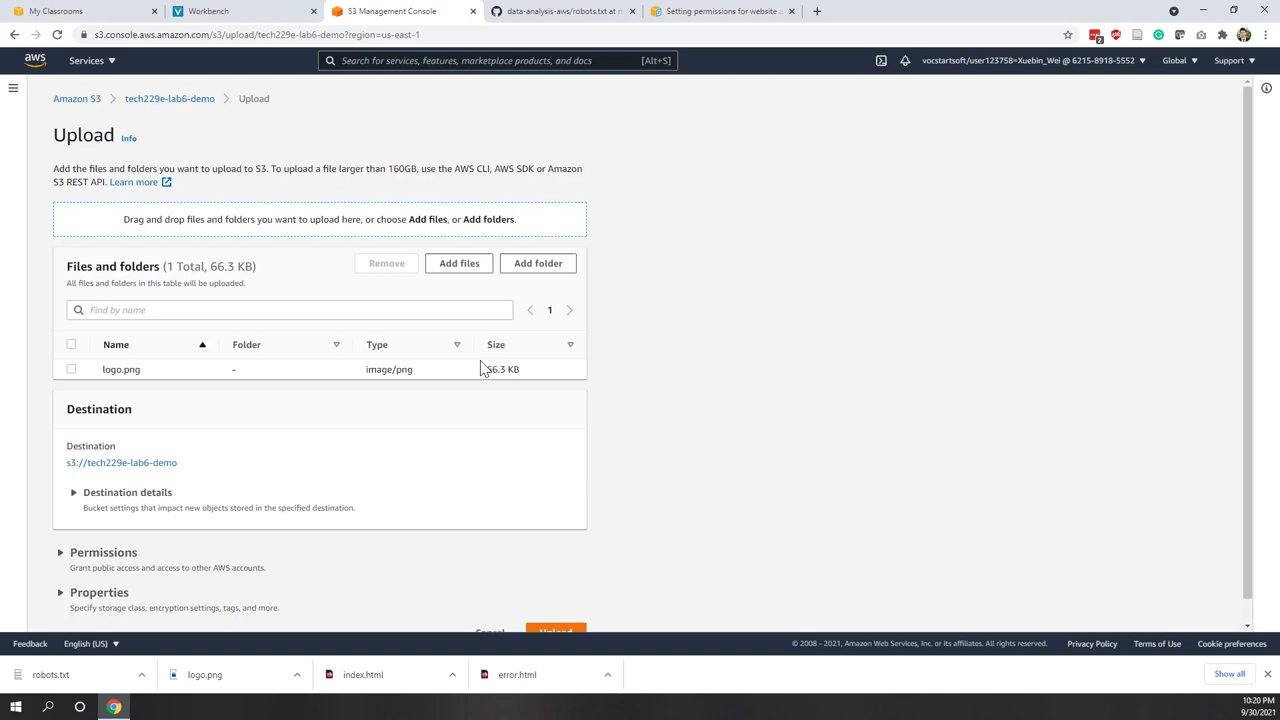 My Classrooms
Workbench
S3 Management Console
data-analysis-aws/robots.txt at m
Setting permissions for website a
s3.console.aws.amazon.com/s3/upload/tech229e-lab6-demo?region=us-east-1
2
aws
Services
Search for services, features, marketplace products, and docs
[Alt+S]
vocstartsoft/user123758=Xuebin_Wei @ 6215-8918-5552
Global
Support
Amazon S3
tech229e-lab6-demo
Upload
Upload
Info
Add the files and folders you want to upload to S3. To upload a file larger than 160GB, use the AWS CLI, AWS SDK or Amazon
S3 REST API. Learn more
Drag and drop files and folders you want to upload here, or choose Add files, or Add folders.
Files and folders (1 Total, 66.3 KB)
Remove
Add files
Add folder
All files and folders in this table will be uploaded.
Find by name
1
Name
Folder
Type
Size
logo.png
-
image/png
66.3 KB
Destination
Destination
s3://tech229e-lab6-demo
Destination details
Bucket settings that impact new objects stored in the specified destination.
Permissions
Grant public access and access to other AWS accounts.
Properties
Specify storage class, encryption settings, tags, and more.
Cancel
Upload
Feedback
English (US)
© 2008 - 2021, Amazon Web Services, Inc. or its affiliates. All rights reserved.
Privacy Policy
Terms of Use
Cookie preferences
robots.txt
logo.png
index.html
error.html
Show all
10:20 PM
9/30/2021